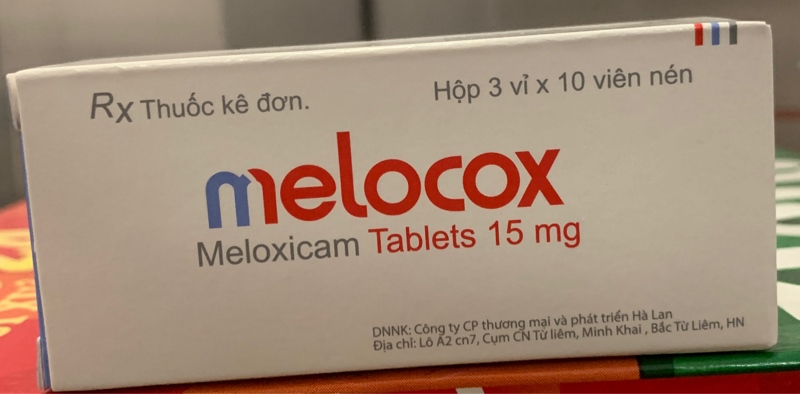 Rx Thuốc kê đơn.
Hộp 3 vỉ x 10 viên nén
melocox
Meloxicam Tablets 15 mg
DNNK: Công ty CP thương mại và phát triển Hà Lan
Địa chỉ: Lô A2 cn7, Cụm CN Từ liêm, Minh Khai , Bắc Từ Liêm, HN